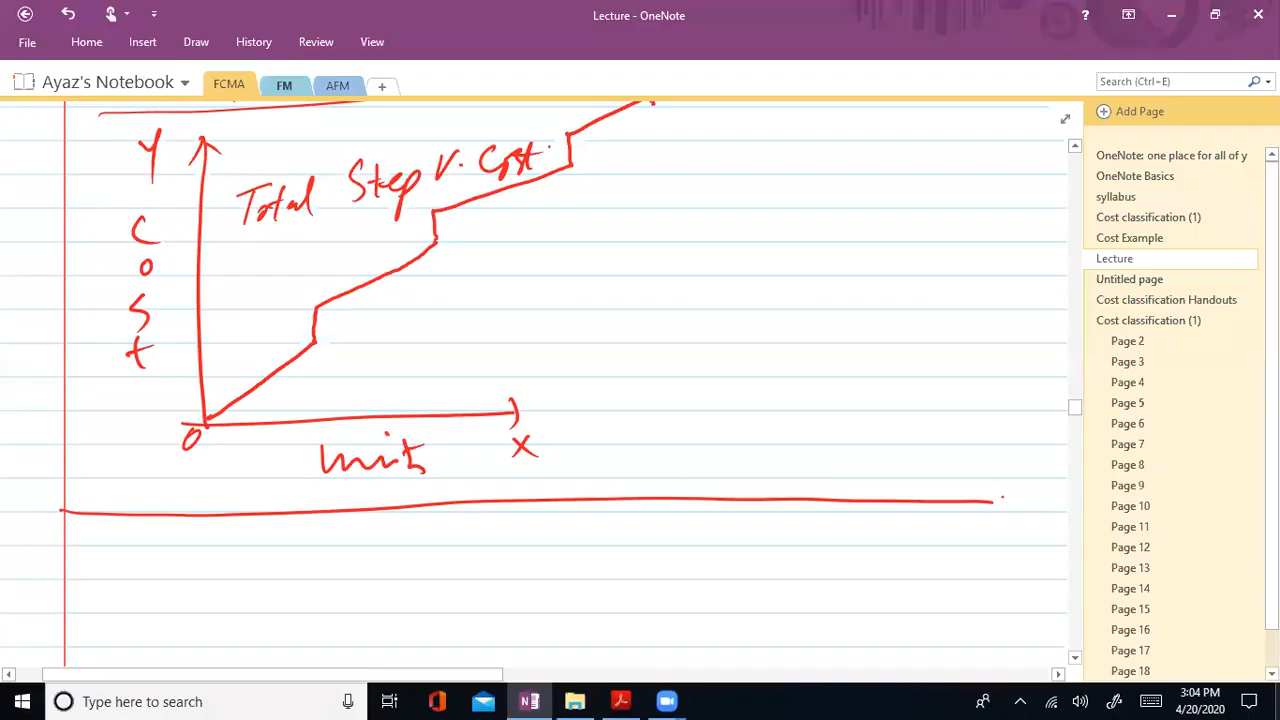 Lecture - OneNote
?
File Home Insert Draw History Review View
Ayaz's Notebook FCMA FM AFM + Search (Ctrl+E)
Add Page
OneNote: one place for all of y
OneNote Basics
syllabus
Cost classification (1)
Cost Example
Lecture
Untitled page
Cost classification Handouts
Cost classification (1)
Page 2
Page 3
Page 4
Page 5
Page 6
Page 7
Page 8
Page 9
Page 10
Page 11
Page 12
Page 13
Page 14
Page 15
Page 16
Page 17
Page 18
Y
Total Step V. Cost.
Cost
O
Units
X
Type here to search
3:04 PM
4/20/2020